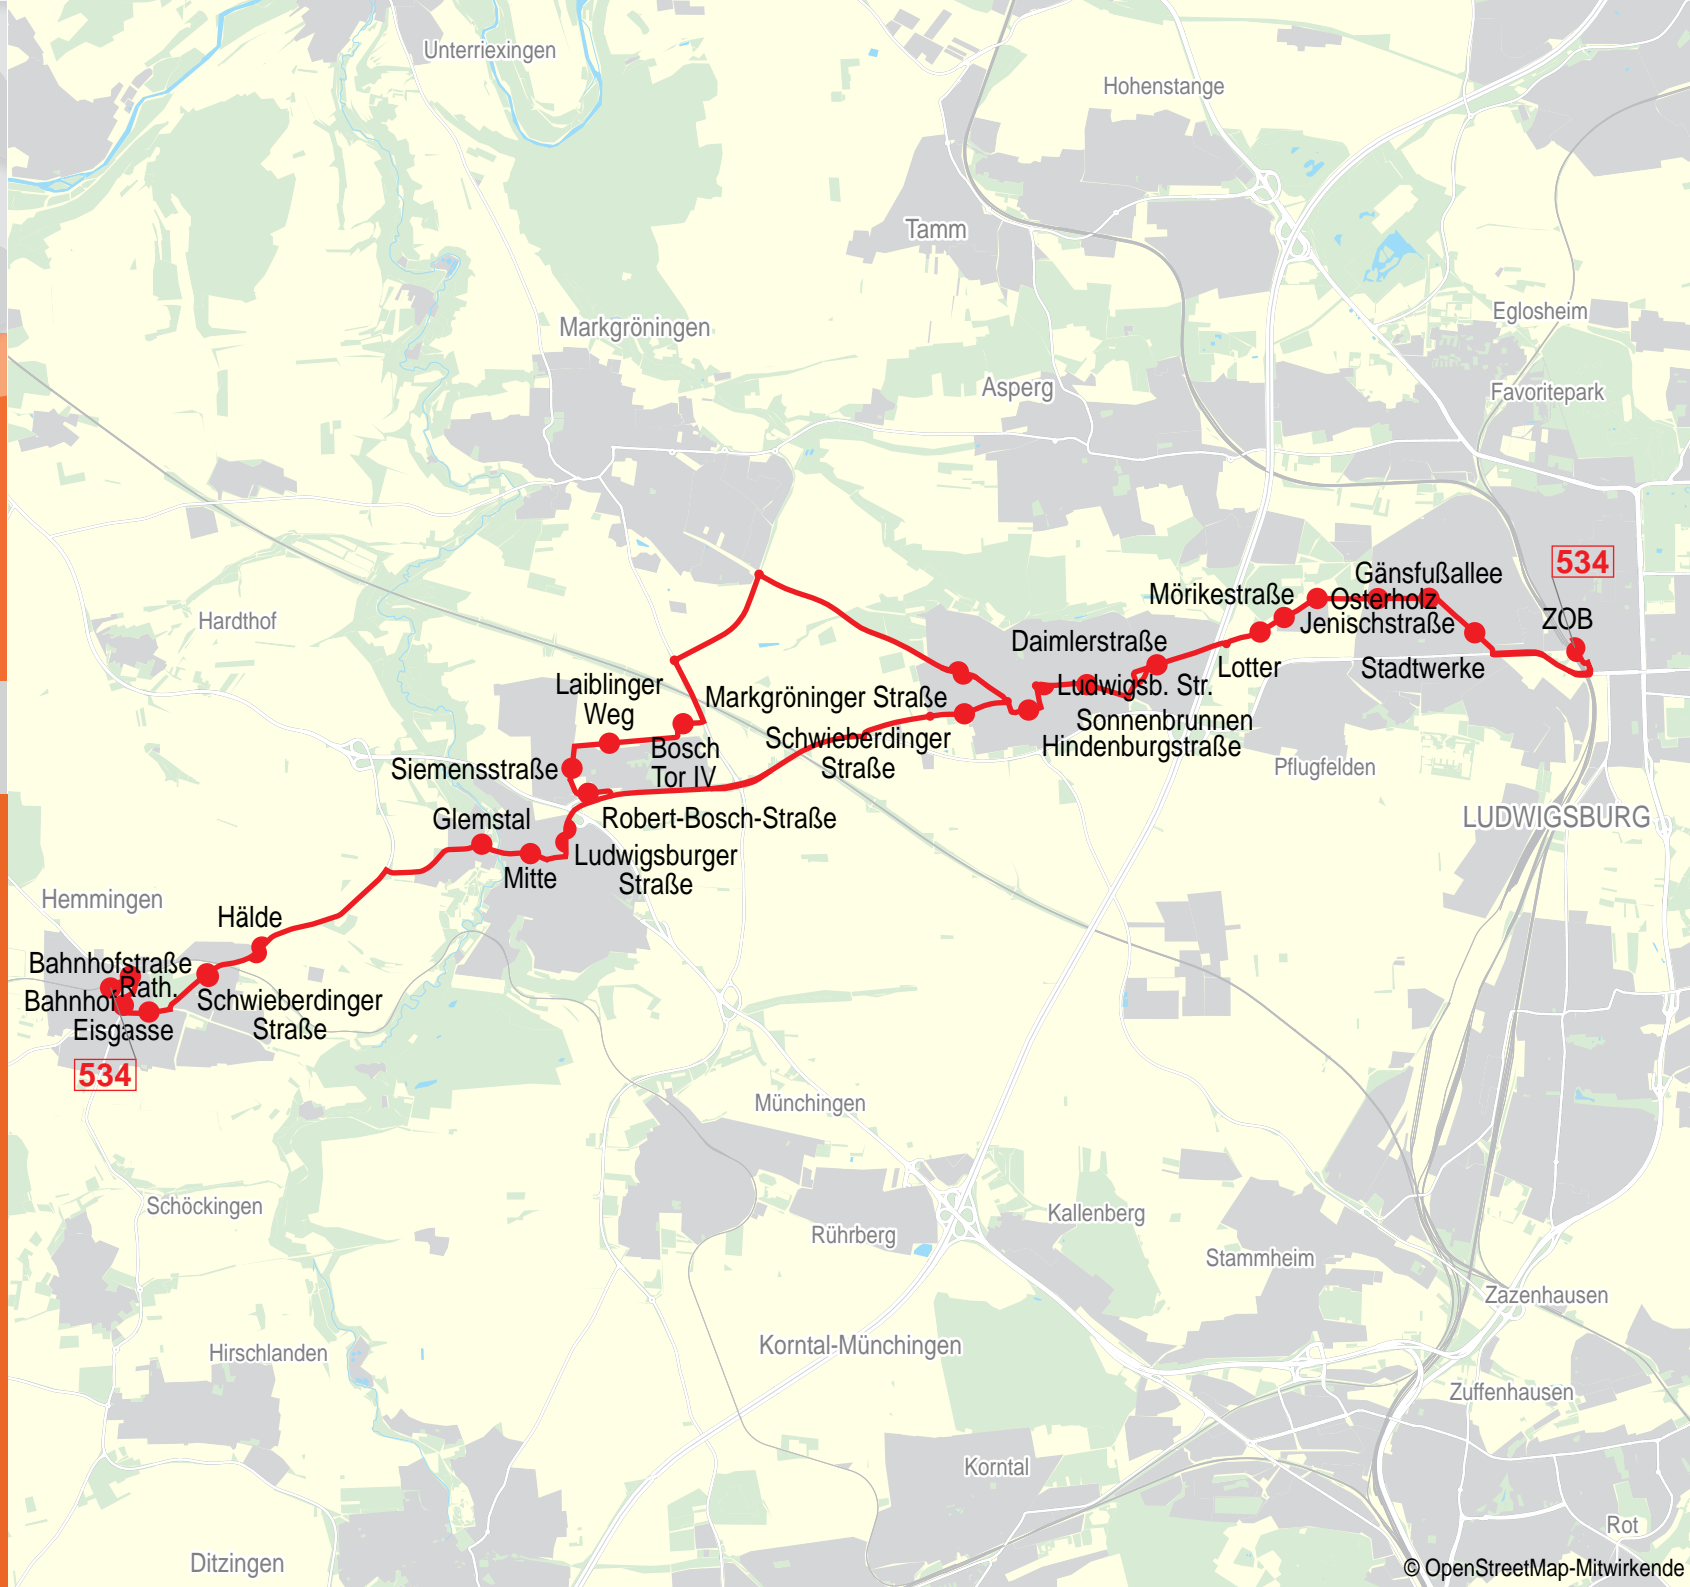 Unterriexingen
Hohenstange
Tamm
Eglosheim
Markgröningen
Asperg
Favoritepark
534
Gänsfußallee
Mörikestraße
Osterholz
Hardthof
ZOB
Jenischstraße
Daimlerstraße
Lotter
Stadtwerke
Laiblinger
Weg
Ludwigsb. Str.
Markgröninger Straße
Sonnenbrunnen
Hindenburgstraße
Schwieberdinger
Straße
Bosch
Tor IV
Siemensstraße
Pflugfelden
LUDWIGSBURG
Glemstal
Robert-Bosch-Straße
Ludwigsburger
Straße
Mitte
Hemmingen
Hälde
Bahnhofstraße
Rath.
Bahnhof
Schwieberdinger
Straße
Eisgasse
534
Münchingen
Schöckingen
Kallenberg
Rührberg
Stammheim
Zazenhausen
Korntal-Münchingen
Hirschlanden
Zuffenhausen
Korntal
Rot
Ditzingen
© OpenStreetMap-Mitwirkende